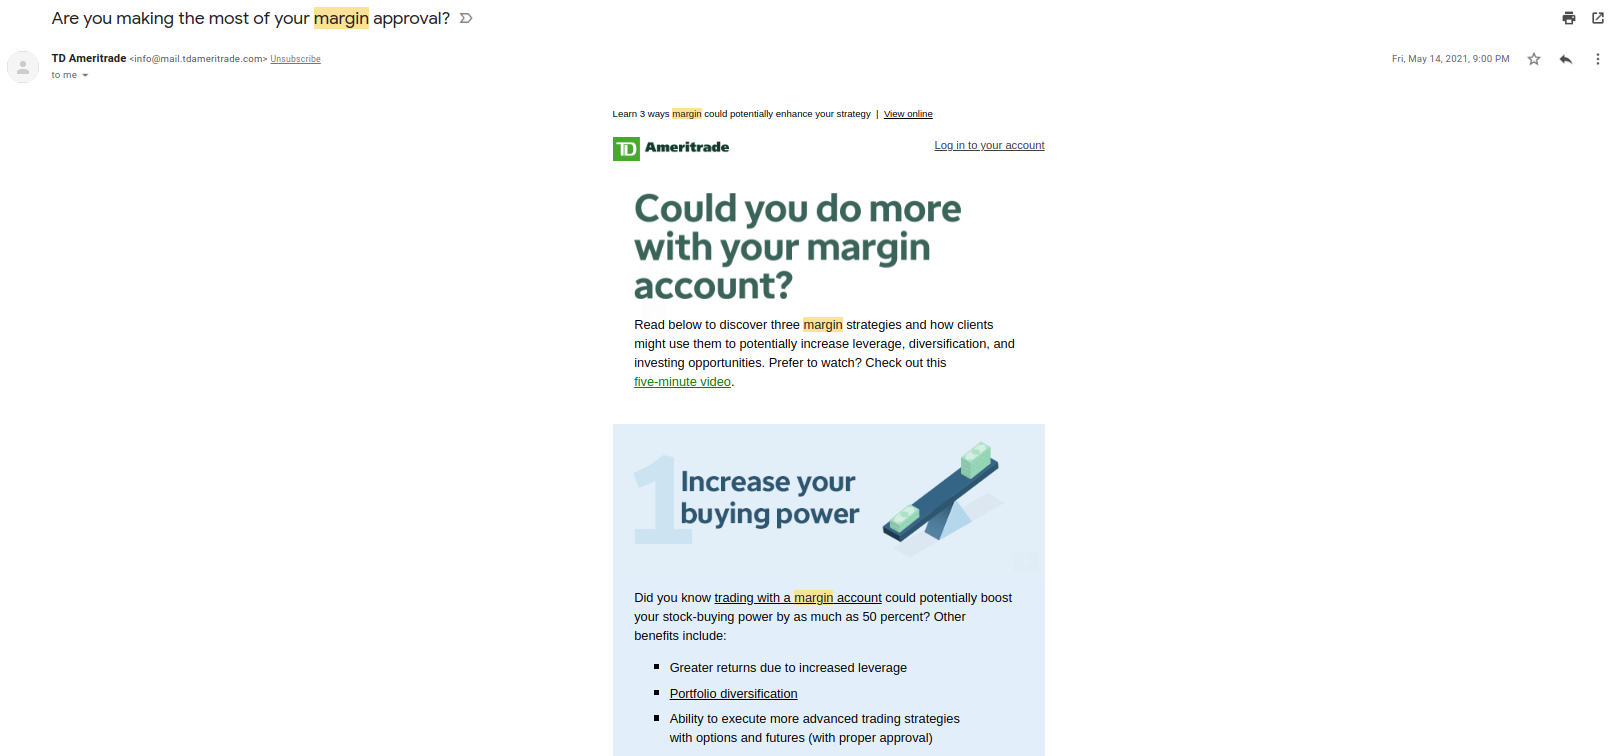 Are you making the most of your margin approval?
TD Ameritrade <info@mail.tdameritrade.com> Unsubscribe
Fri, May 14, 2021, 9:00 PM
to me
Learn 3 ways margin could potentially enhance your strategy | View online
TD Ameritrade
Log in to your account
Could you do more
with your margin
account?
Read below to discover three margin strategies and how clients
might use them to potentially increase leverage, diversification, and
investing opportunities. Prefer to watch? Check out this
five-minute video.
1
Increase your
buying power
Did you know trading with a margin account could potentially boost
your stock-buying power by as much as 50 percent? Other
benefits include:
Greater returns due to increased leverage
Portfolio diversification
Ability to execute more advanced trading strategies
with options and futures (with proper approval)